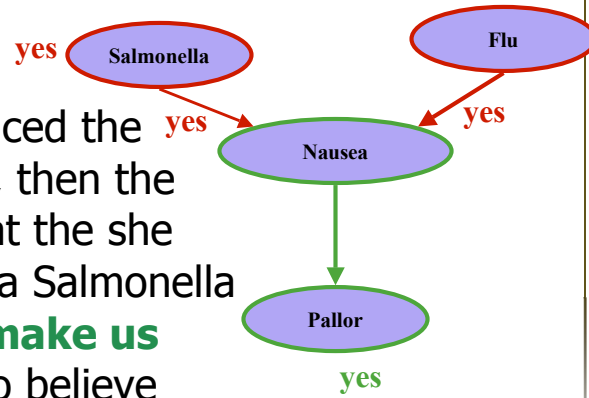 Flu
yes Salmonella
yes yes
ced the
Nausea
then the
t the she
a Salmonella
Pallor
make us
o believe
yes